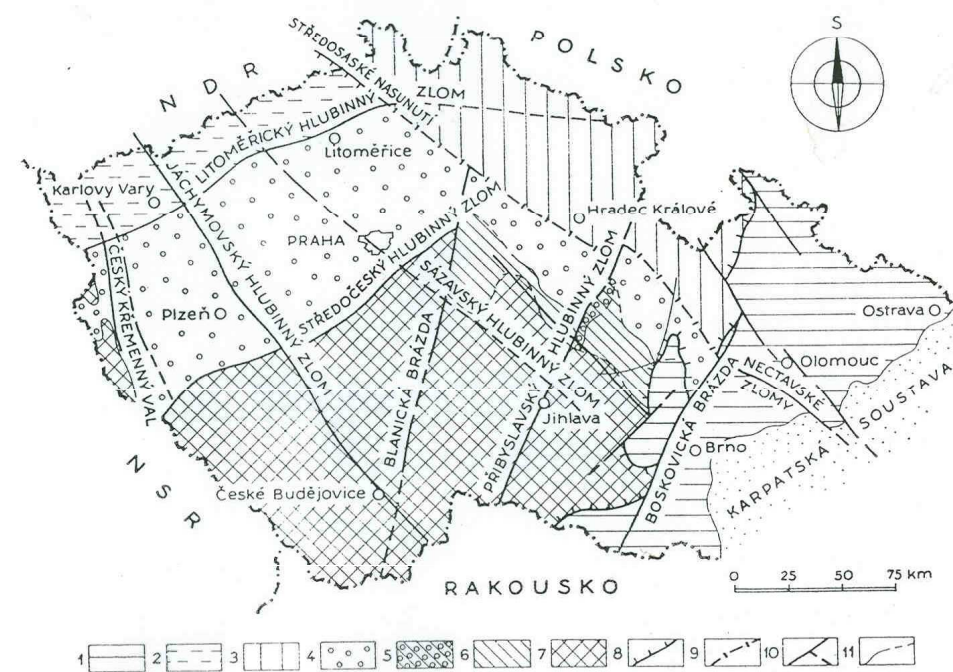 S
POLSKO
NDR
STŘEDOSASKÉ NASUNUTÍ
ZLOM
LITOMĚŘICKÝ HLUBINNÝ
Litoměřice
Karlovy Vary
JÁCHYMOVSKÝ HLUBINNÝ ZLOM
Hradec Králové
PRAHA
STŘEDOČESKÝ HLUBINNÝ ZLOM
ČESKÝ KŘEMENNÝ VAL
SÁZAVSKÝ HLUBINNÝ ZLOM
Plzeň
Ostrava
BLANICKÁ BRÁZDA
PŘIBYSLAVSKÝ HLUBINNÝ ZLOM
Olomouc
NECTAVSKÉ ZLOMY
Jihlava
BOSKOVICKÁ BRÁZDA
Brno
KARPATSKÁ SOUSTAVA
NSR
České Budějovice
RAKOUSKO
0 25 50 75 km
1 2 3 4 5 6 7 8 9 10 11